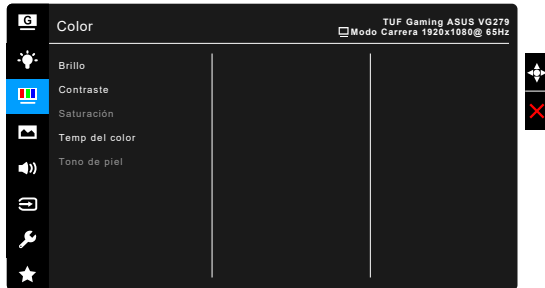 G
Color
TUF Gaming ASUS VG279
Modo Carrera 1920x1080@ 65Hz
Brillo
Contraste
Saturación
Temp del color
Tono de piel